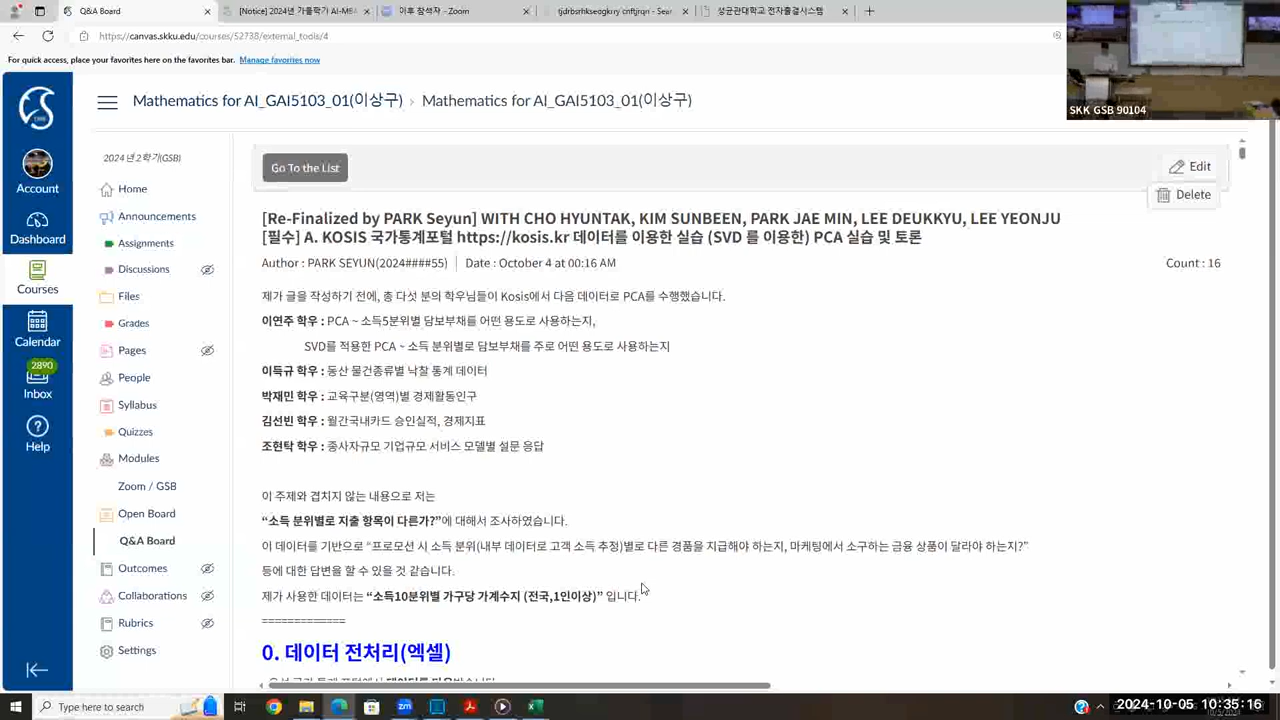 Q&A Board
[Notice] 2024년 가을학기 AI-MBA
이후 참석자 - Zoom
tjdrbsrhkseogkry cnftjrqn - Sear
성균관대학교 전자출결시스템
https://canvas.skku.edu/courses/52738/external_tools/4
For quick access, place your favorites here on the favorites bar. Manage favorites now
SKK GSB 90104
Mathematics for AI_GAI5103_01(이상구) › Mathematics for AI_GAI5103_01(이상구)
Account
Dashboard
Courses
Calendar
2890
Inbox
Help
2024년 2학기(GSB)
Home
Announcements
Assignments
Discussions
Files
Grades
Pages
People
Syllabus
Quizzes
Modules
Zoom / GSB
Open Board
Q&A Board
Outcomes
Collaborations
Rubrics
Settings
Go To the List
Edit
Delete
[Re-Finalized by PARK Seyun] WITH CHO HYUNTAK, KIM SUNBEEN, PARK JAE MIN, LEE DEUKKYU, LEE YEONJU
[필수] A. KOSIS 국가통계포털 https://kosis.kr 데이터를 이용한 실습 (SVD 를 이용한) PCA 실습 및 토론
Author : PARK SEYUN(2024####55) Date : October 4 at 00:16 AM Count : 16
제가 글을 작성하기 전에, 총 다섯 분의 학우님들이 Kosis에서 다음 데이터로 PCA를 수행했습니다.
이연주 학우 : PCA ~ 소득5분위별 담보부채를 어떤 용도로 사용하는지,
SVD를 적용한 PCA ~ 소득 분위별로 담보부채를 주로 어떤 용도로 사용하는지
이득규 학우 : 동산 물건종류별 낙찰 통계 데이터
박재민 학우 : 교육구분(영역)별 경제활동인구
김선빈 학우 : 월간국내카드 승인실적, 경제지표
조현탁 학우 : 종사자규모 기업규모 서비스 모델별 설문 응답
이 주제와 겹치지 않는 내용으로 저는
“소득 분위별로 지출 항목이 다른가?”에 대해서 조사하였습니다.
이 데이터를 기반으로 “프로모션 시 소득 분위(내부 데이터로 고객 소득 추정)별로 다른 경품을 지급해야 하는지, 마케팅에서 소구하는 금융 상품이 달라야 하는지?”
등에 대한 답변을 할 수 있을 것 같습니다.
제가 사용한 데이터는 “소득10분위별 가구당 가계수지 (전국,1인이상)” 입니다.
=============
0. 데이터 전처리(엑셀)
Type here to search
2024-10-05 10:35:16